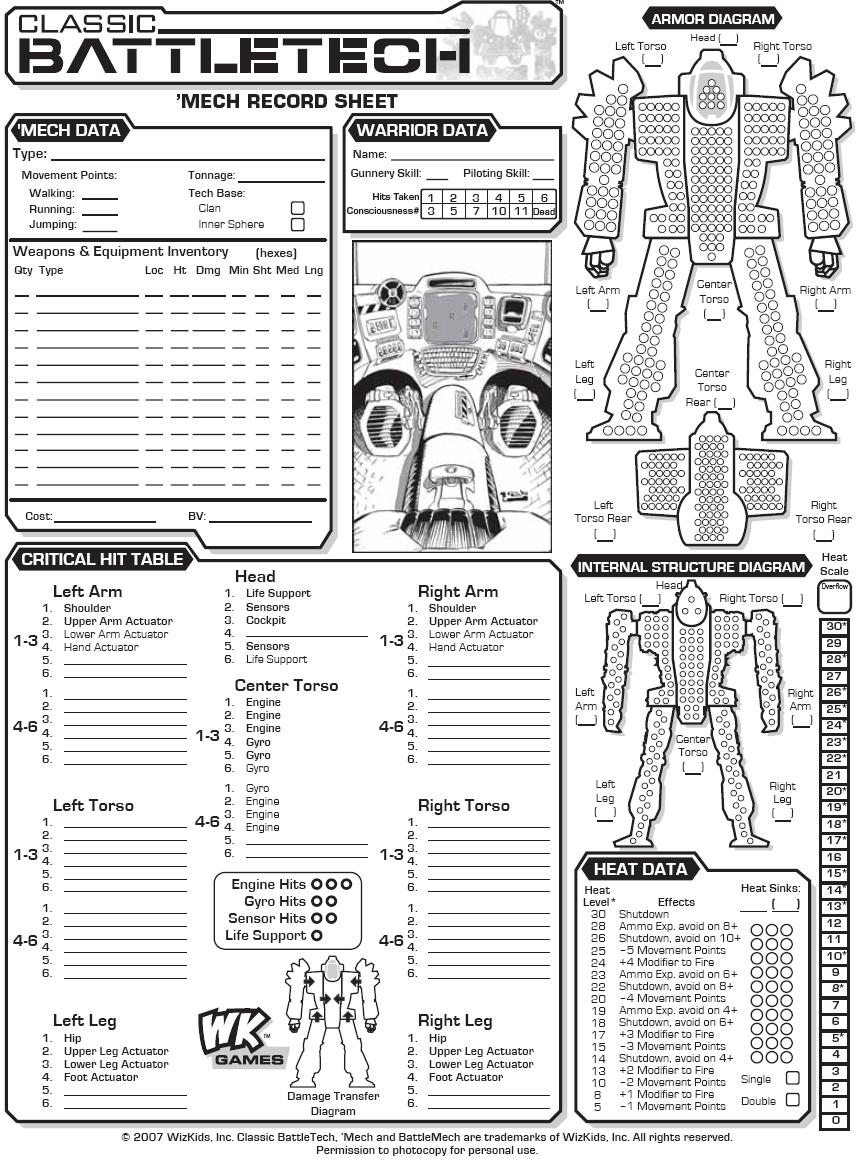 CLASSIC
BATTLETECH
™
'MECH RECORD SHEET
'MECH DATA
Type:
Movement Points:
Tonnage:
Walking:
Tech Base:
Running:
Clan
Jumping:
Inner Sphere
Weapons & Equipment Inventory (hexes)
Qty Type Loc Ht Dmg Min Sht Med Lng
Cost: BV:
WARRIOR DATA
Name:
Gunnery Skill: Piloting Skill:
Hits Taken 1 2 3 4 5 6
Consciousness# 3 5 7 10 11 Dead
ARMOR DIAGRAM
Head ( )
Left Torso
( )
Right Torso
( )
Left Arm
( )
Center
Torso
( )
Right Arm
( )
Left
Leg
( )
Right
Leg
( )
Center
Torso
Rear ( )
Left
Torso Rear
( )
Right
Torso Rear
( )
CRITICAL HIT TABLE
Left Arm
1-3
1. Shoulder
2. Upper Arm Actuator
3. Lower Arm Actuator
4. Hand Actuator
5.
6.
4-6
1.
2.
3.
4.
5.
6.
Left Torso
1-3
1.
2.
3.
4.
5.
6.
4-6
1.
2.
3.
4.
5.
6.
Left Leg
1. Hip
2. Upper Leg Actuator
3. Lower Leg Actuator
4. Foot Actuator
5.
6.
Head
1. Life Support
2. Sensors
3. Cockpit
4.
5. Sensors
6. Life Support
Center Torso
1-3
1. Engine
2. Engine
3. Engine
4. Gyro
5. Gyro
6. Gyro
4-6
1. Gyro
2. Engine
3. Engine
4. Engine
5.
6.
Engine Hits
Gyro Hits
Sensor Hits
Life Support
WK™
GAMES
Damage Transfer
Diagram
Right Arm
1-3
1. Shoulder
2. Upper Arm Actuator
3. Lower Arm Actuator
4. Hand Actuator
5.
6.
4-6
1.
2.
3.
4.
5.
6.
Right Torso
1-3
1.
2.
3.
4.
5.
6.
4-6
1.
2.
3.
4.
5.
6.
Right Leg
1. Hip
2. Upper Leg Actuator
3. Lower Leg Actuator
4. Foot Actuator
5.
6.
INTERNAL STRUCTURE DIAGRAM
Head
Left Torso ( ) Right Torso ( )
Left
Arm
( )
Right
Arm
( )
Center
Torso
( )
Left
Leg
( )
Right
Leg
( )
HEAT DATA
Heat
Level* Effects
30 Shutdown
28 Ammo Exp. avoid on 8+
26 Shutdown, avoid on 10+
25 –5 Movement Points
24 +4 Modifier to Fire
23 Ammo Exp. avoid on 6+
22 Shutdown, avoid on 8+
20 –4 Movement Points
19 Ammo Exp. avoid on 4+
18 Shutdown, avoid on 6+
17 +3 Modifier to Fire
15 –3 Movement Points
14 Shutdown, avoid on 4+
13 +2 Modifier to Fire
10 –2 Movement Points
8 +1 Modifier to Fire
5 –1 Movement Points
Heat Sinks:
( )
Single
Double
Heat
Scale
Overflow
30*
29
28*
27
26*
25*
24*
23*
22*
21
20*
19*
18*
17*
16
15*
14*
13*
12
11
10*
9
8*
7
6
5*
4
3
2
1
0
© 2007 WizKids, Inc. Classic BattleTech, 'Mech and BattleMech are trademarks of WizKids, Inc. All rights reserved.
Permission to photocopy for personal use.